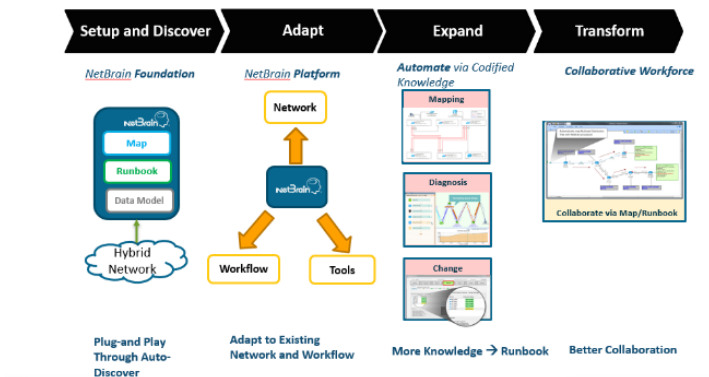 Setup and Discover
Adapt
Expand
Transform
NetBrain Foundation
NetBrain Platform
Automate via Codified
Knowledge
Collaborative Workforce
NetBrain
Map
Runbook
Data Model
Hybrid
Network
Network
NetBrain
Workflow
Tools
Mapping
Diagnosis
Change
Collaborate via Map/Runbook
Plug-and Play
Through Auto-
Discover
Adapt to Existing
Network and Workflow
More Knowledge → Runbook
Better Collaboration